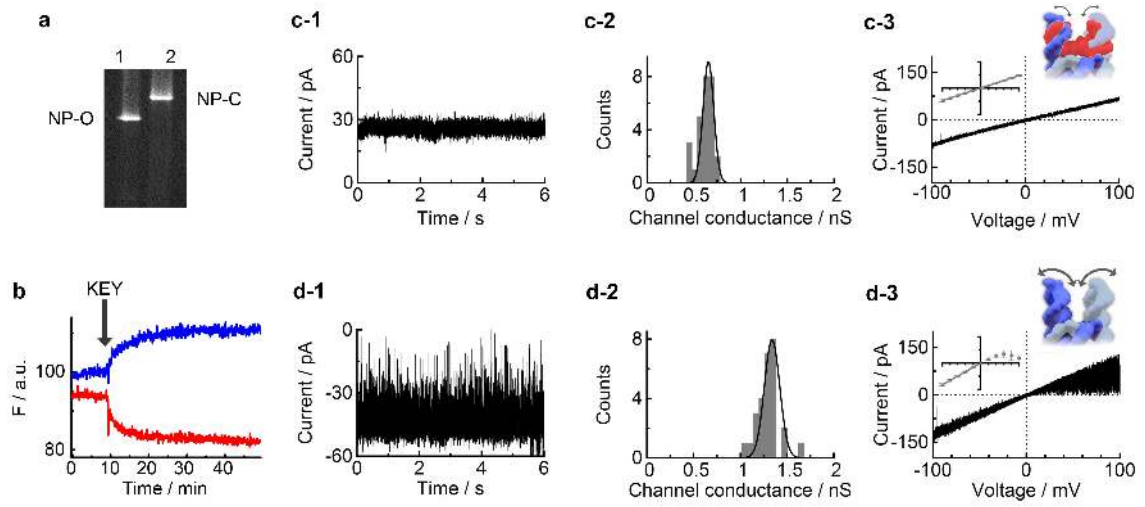 a
1 2
NP-O
NP-C
c-1
Current / pA
60
30
0
0 2 4 6
Time / s
c-2
Counts
8
4
0
0 0.5 1 1.5 2
Channel conductance / nS
c-3
Current / pA
150
0
-150
-100 0 100
Voltage / mV
b
KEY
F / a.u.
100
80
0 10 20 30 40
Time / min
d-1
Current / pA
0
-30
-60
0 2 4 6
Time / s
d-2
Counts
8
4
0
0 0.5 1 1.5 2
Channel conductance / nS
d-3
Current / pA
150
0
-150
-100 0 100
Voltage / mV